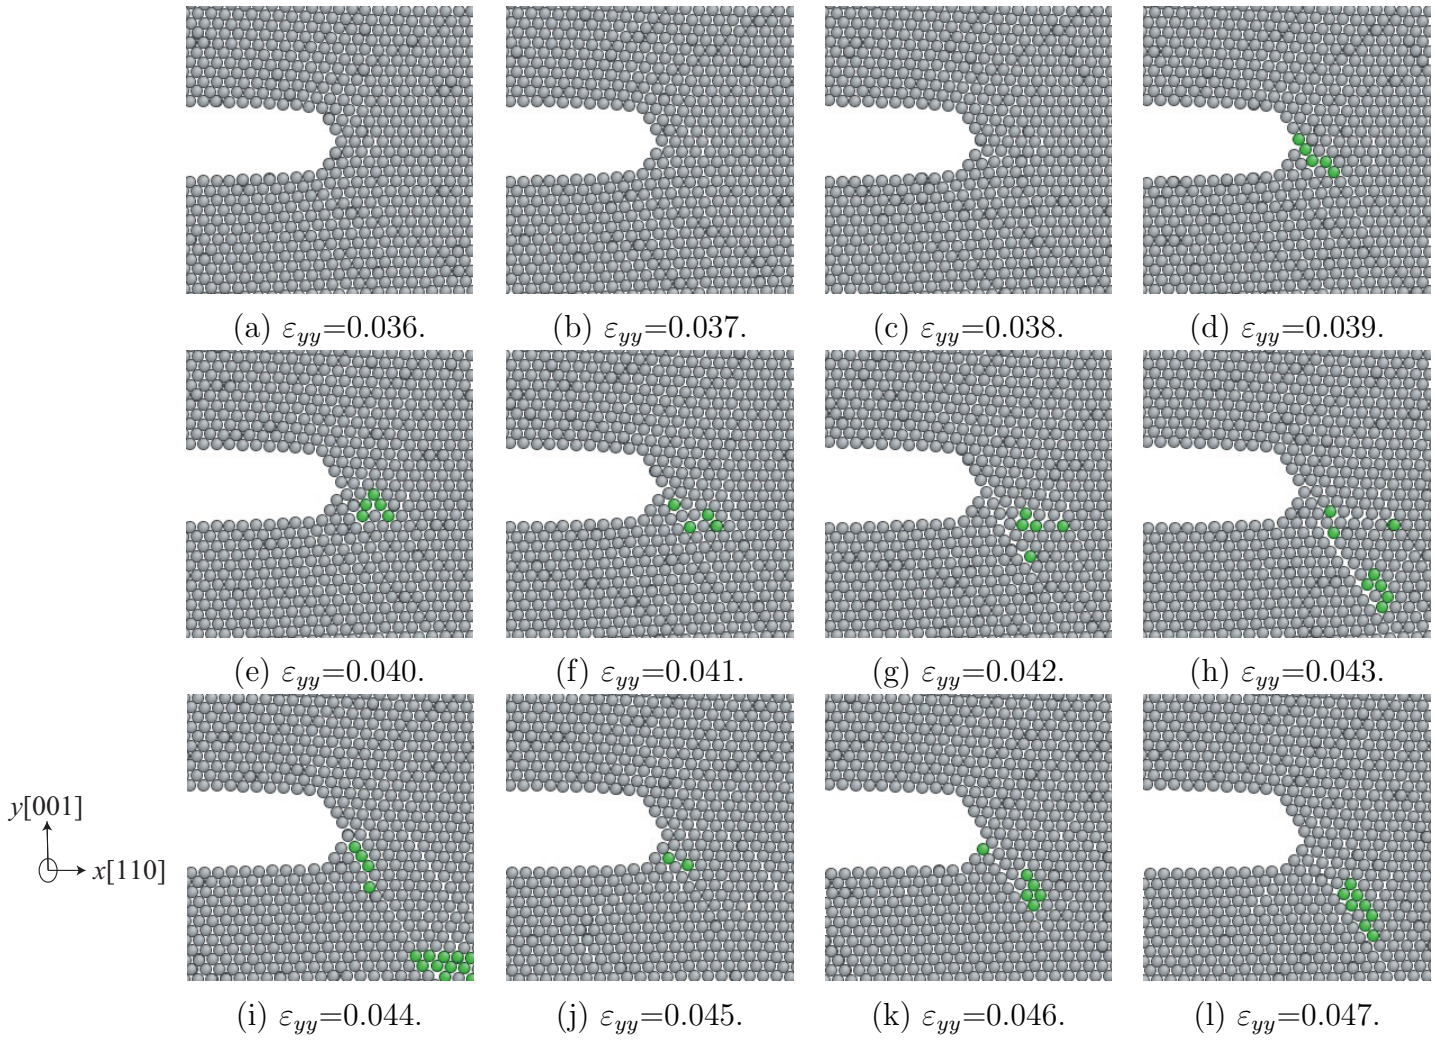 (a) εyy=0.036.
(b) εyy=0.037.
(c) εyy=0.038.
(d) εyy=0.039.
(e) εyy=0.040.
(f) εyy=0.041.
(g) εyy=0.042.
(h) εyy=0.043.
y[001]
x[110]
(i) εyy=0.044.
(j) εyy=0.045.
(k) εyy=0.046.
(l) εyy=0.047.